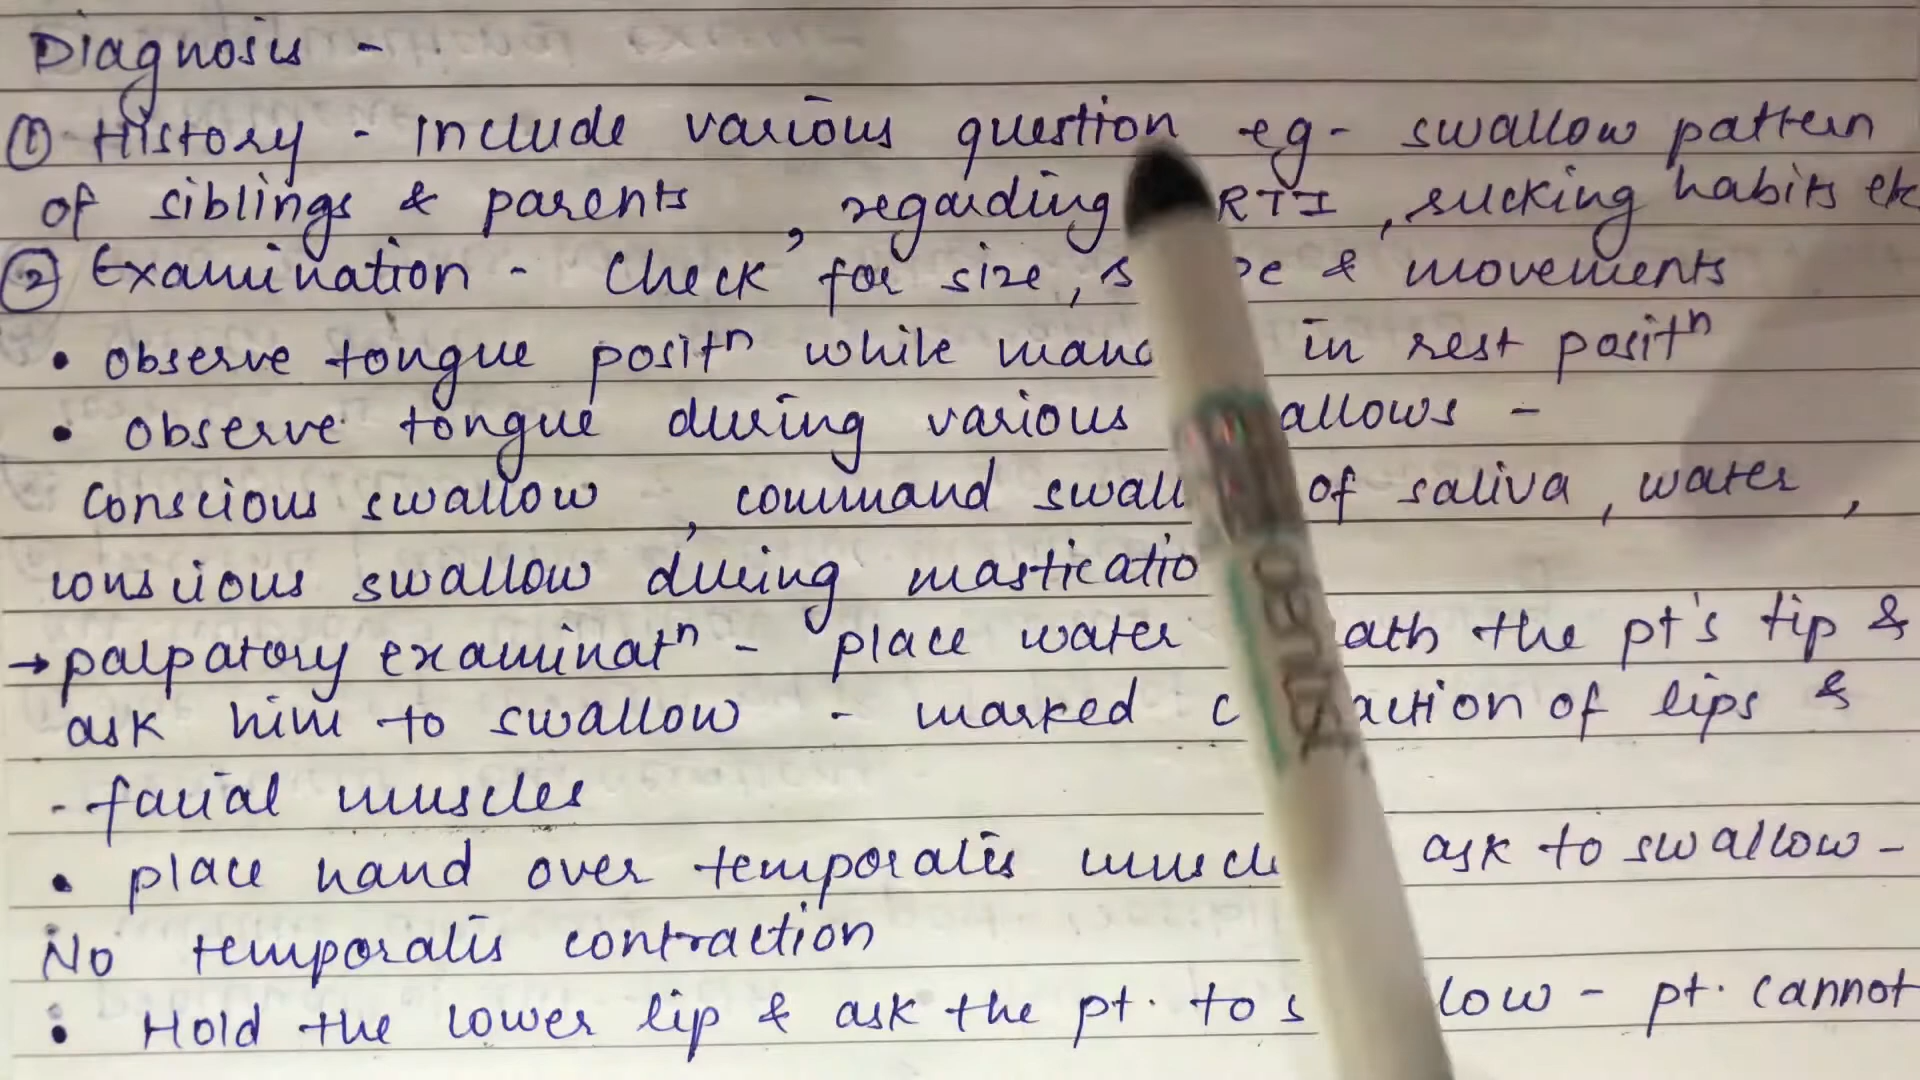 Diagnosis -
① History - Include various question eg - swallow pattern
of siblings & parents , regarding RTI , sucking habits etc
② Examination - Check for size, & movements
• observe tongue positⁿ while in rest positⁿ
• observe tongue during various allows -
conscious swallow , command swall of saliva , water ,
conscious swallow during masticatio
→ palpatory examinatⁿ - place water ath the pt's tip &
ask him to swallow - marked action of lips &
- facial muscles
• place hand over temporalis muscle ask to swallow -
No temporalis contraction
• Hold the lower lip & ask the pt. to s low - pt. cannot